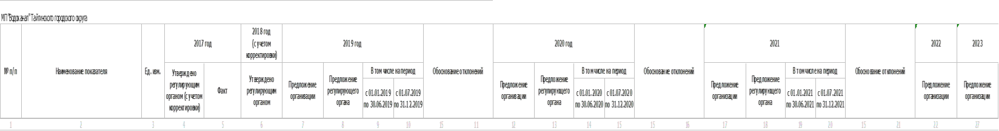 МП "Водоканал" Тайгинского городского округа
№ п/п
Наименование показателя
Ед. изм.
2017 год
Утверждено
регулирующим
органом (с учетом
корректировки)
Факт
2018 год
(с учетом
корректировки)
Утверждено
регулирующим
органом
2019 год
Предложение
организации
Предложение
регулирующего
органа
В том числе на период
с 01.01.2019
по 30.06.2019
с 01.07.2019
по 31.12.2019
Обоснование отклонений
2020 год
Предложение
организации
Предложение
регулирующего
органа
В том числе на период
с 01.01.2020
по 30.06.2020
с 01.07.2020
по 31.12.2020
Обоснование отклонений
2021
Предложение
организации
Предложение
регулирующего
органа
В том числе на период
с 01.01.2021
по 30.06.2021
с 01.07.2021
по 31.12.2021
Обоснование отклонений
2022
Предложение
организации
2023
Предложение
организации
1 2 3 4 5 6 7 8 9 10 15 11 12 13 14 15 15 16 17 18 19 20 15 21 22 27